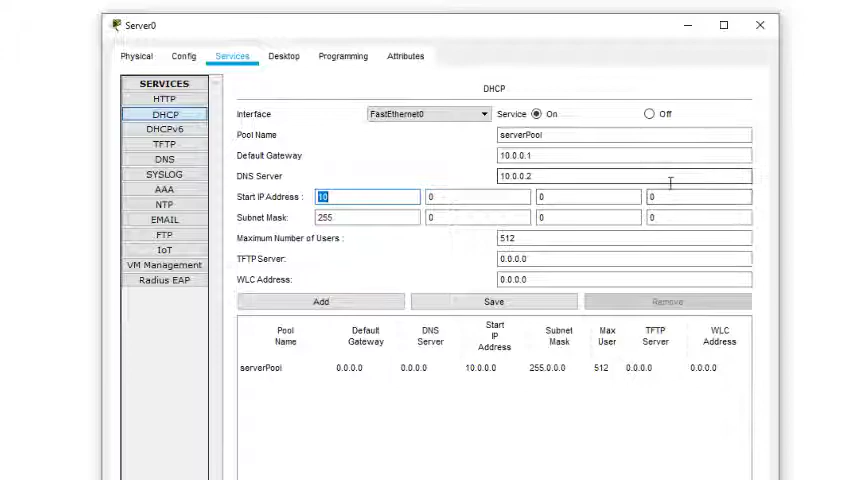 Server0
Physical Config Services Desktop Programming Attributes
SERVICES
HTTP
DHCP
DHCPv6
TFTP
DNS
SYSLOG
AAA
NTP
EMAIL
FTP
IoT
VM Management
Radius EAP
DHCP
Interface FastEthernet0 Service On Off
Pool Name serverPool
Default Gateway 10.0.0.1
DNS Server 10.0.0.2
Start IP Address : 10 0 0 0
Subnet Mask: 255 0 0 0
Maximum Number of Users : 512
TFTP Server: 0.0.0.0
WLC Address: 0.0.0.0
Add Save Remove
Pool Name Default Gateway DNS Server Start IP Address Subnet Mask Max User TFTP Server WLC Address
serverPool 0.0.0.0 0.0.0.0 10.0.0.0 255.0.0.0 512 0.0.0.0 0.0.0.0